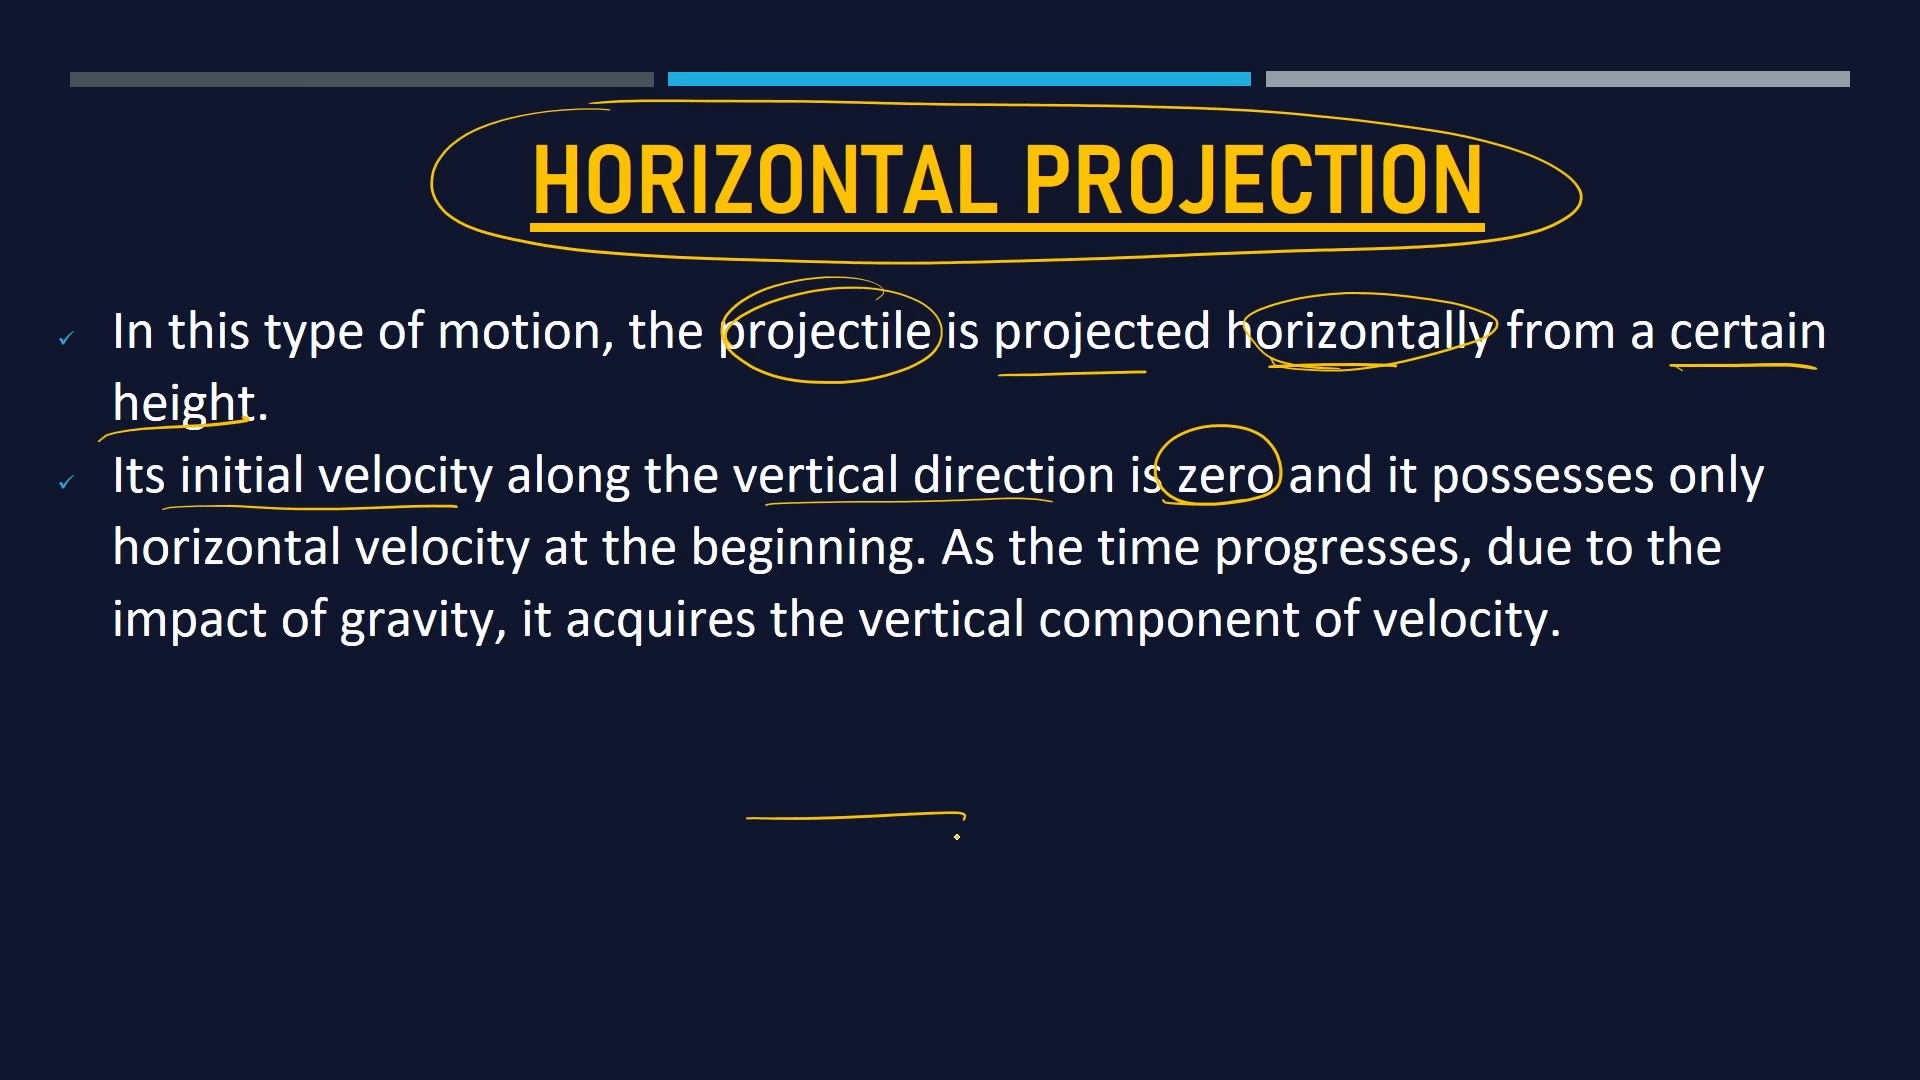 HORIZONTAL PROJECTION
✓ In this type of motion, the projectile is projected horizontally from a certain
height.
✓ Its initial velocity along the vertical direction is zero and it possesses only
horizontal velocity at the beginning. As the time progresses, due to the
impact of gravity, it acquires the vertical component of velocity.